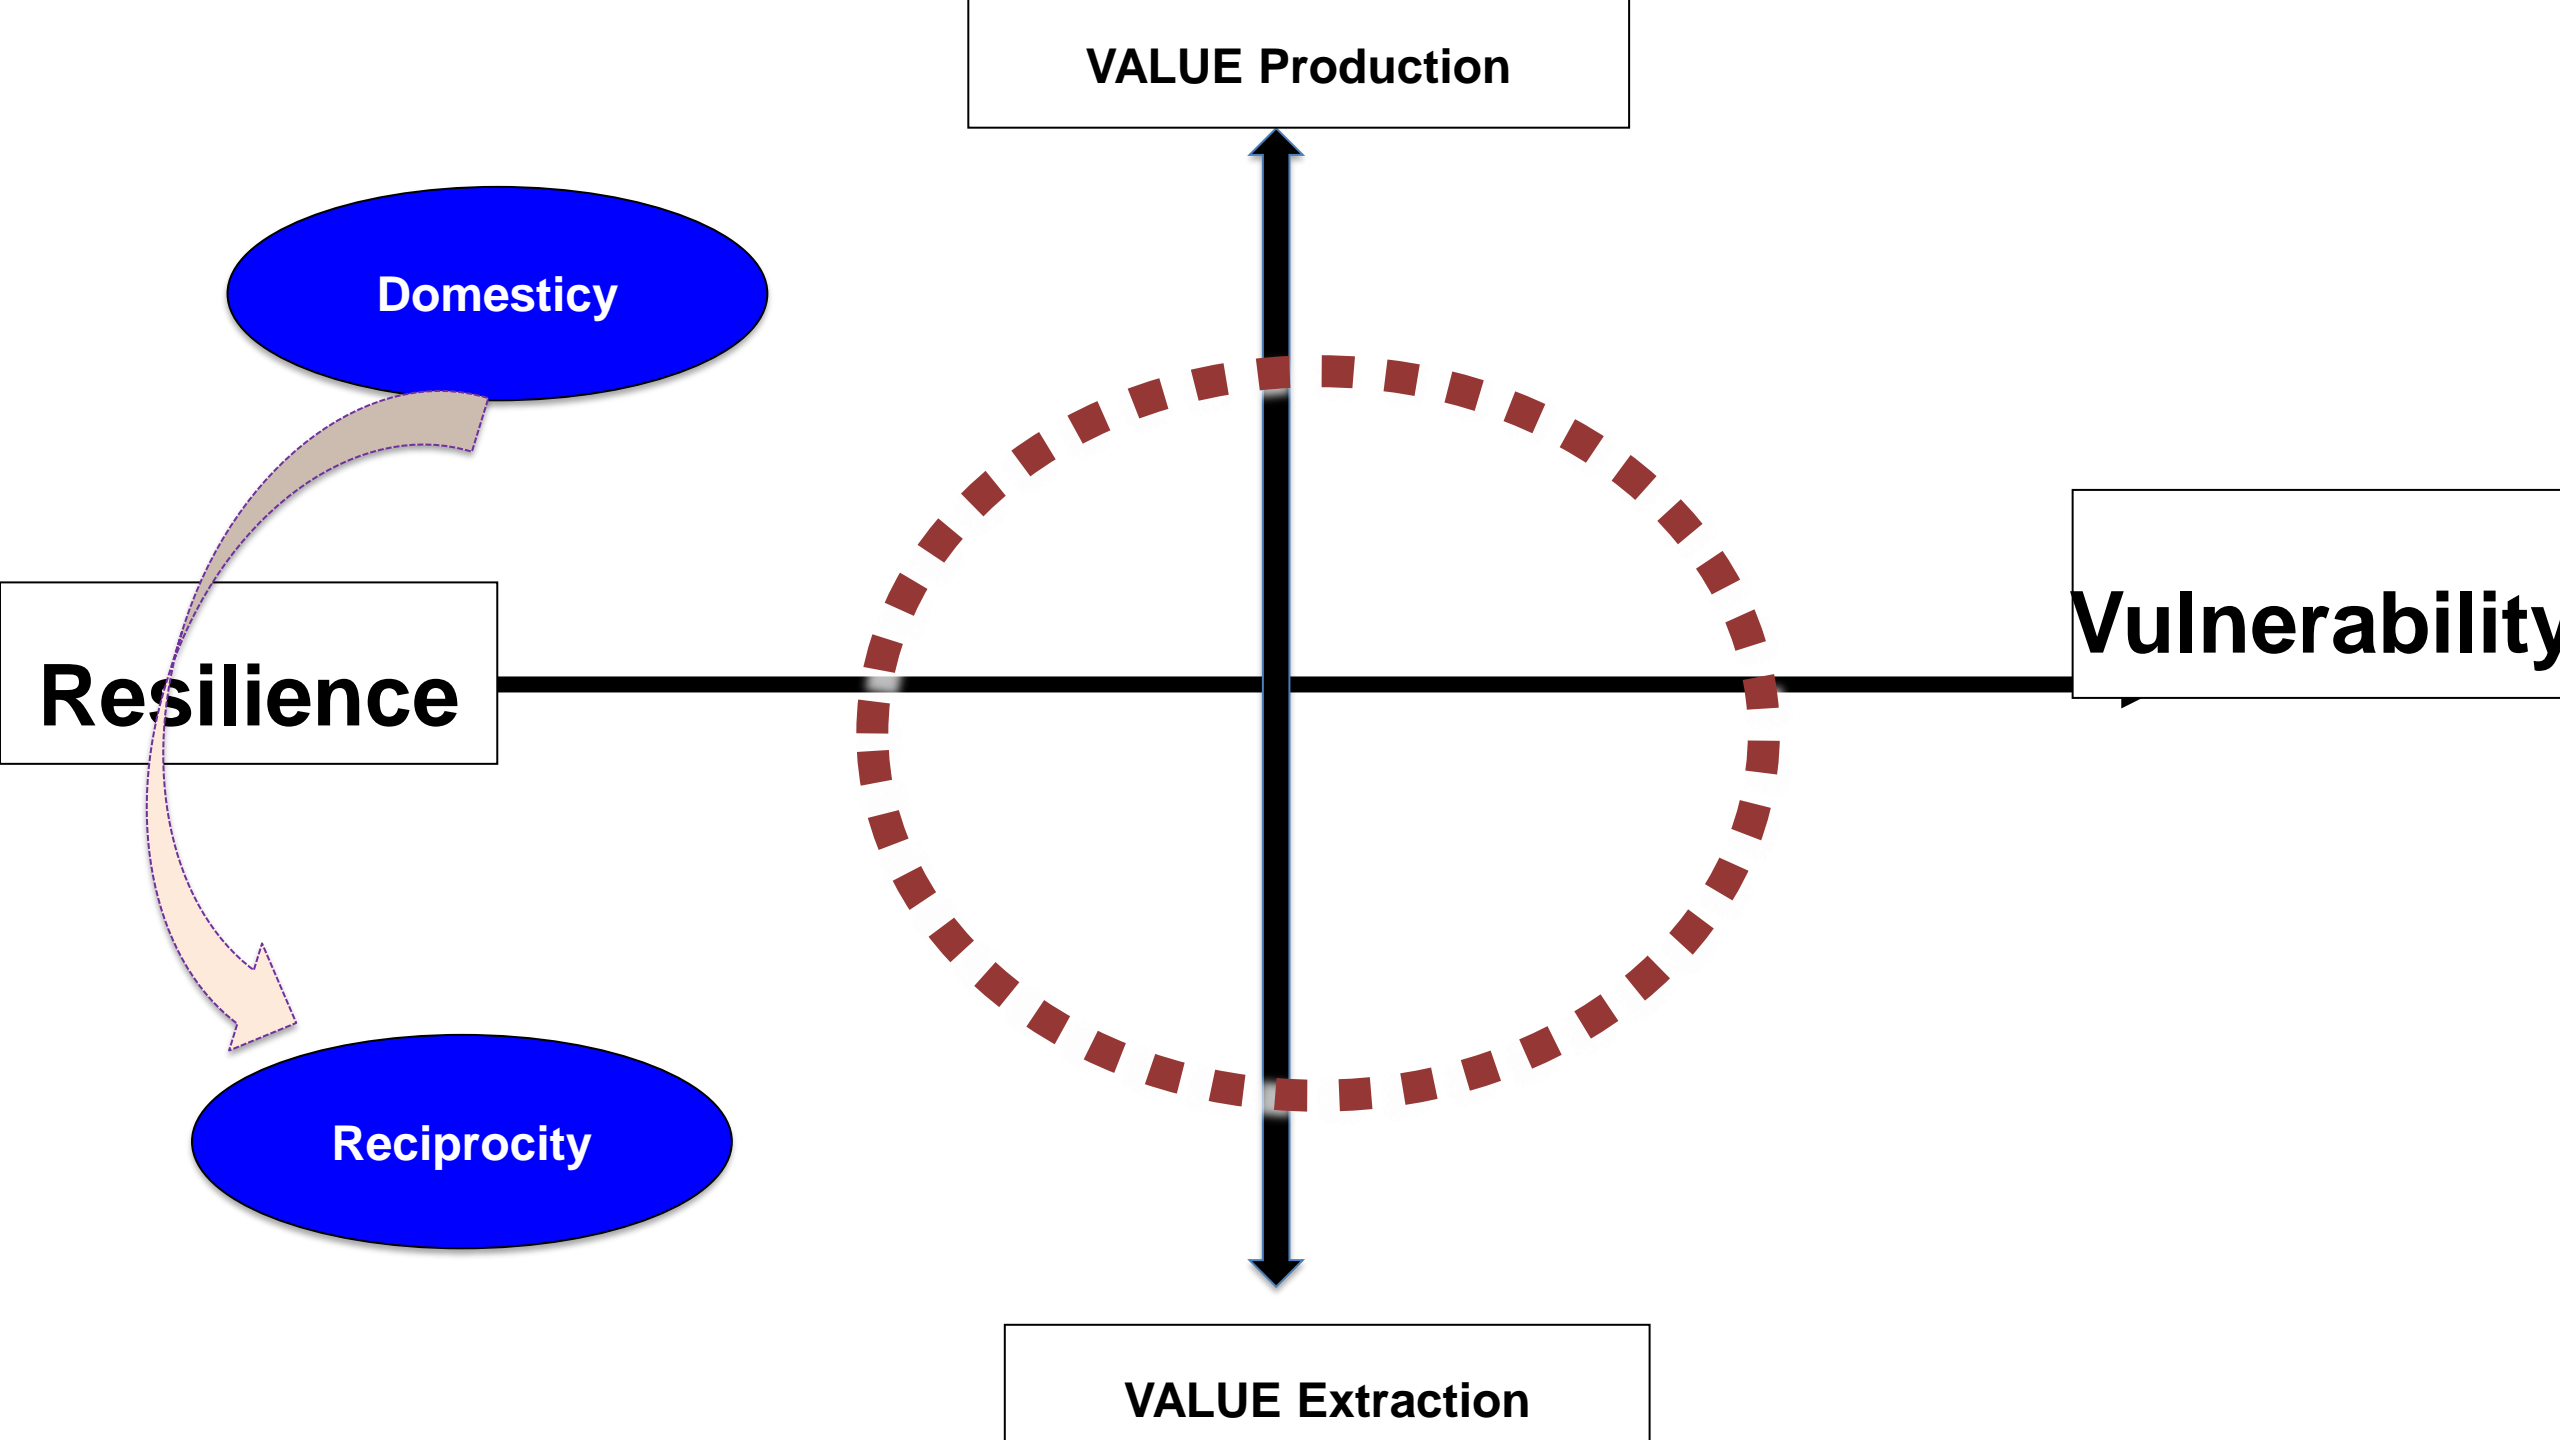 VALUE Production
Domesticy
Vulnerability
Resilience
Reciprocity
VALUE Extraction